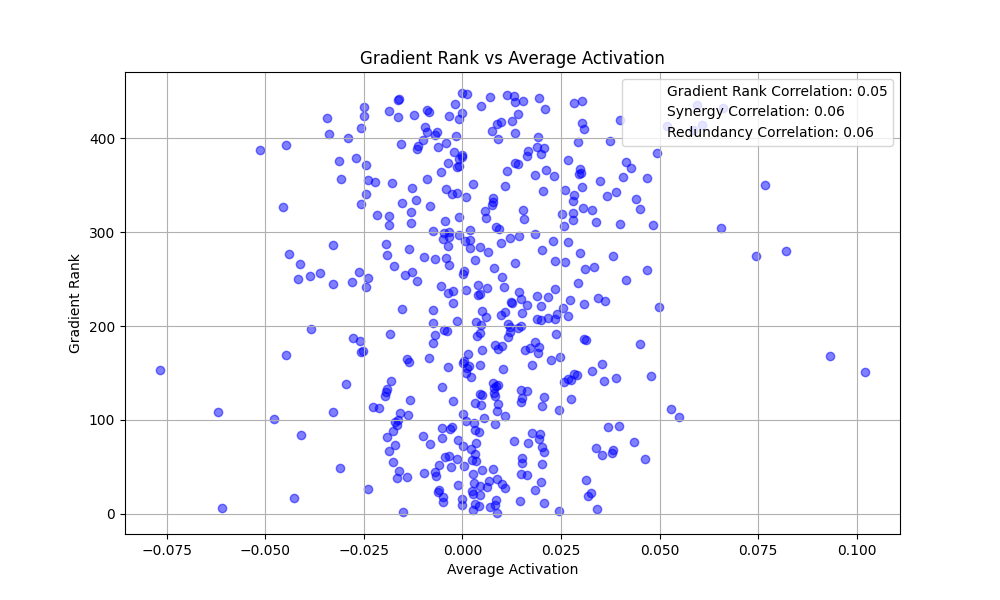 Gradient Rank vs Average Activation
Gradient Rank Correlation: 0.05
Synergy Correlation: 0.06
Redundancy Correlation: 0.06
400
300
200
100
0
Gradient Rank
−0.075 −0.050 −0.025 0.000 0.025 0.050 0.075 0.100
Average Activation